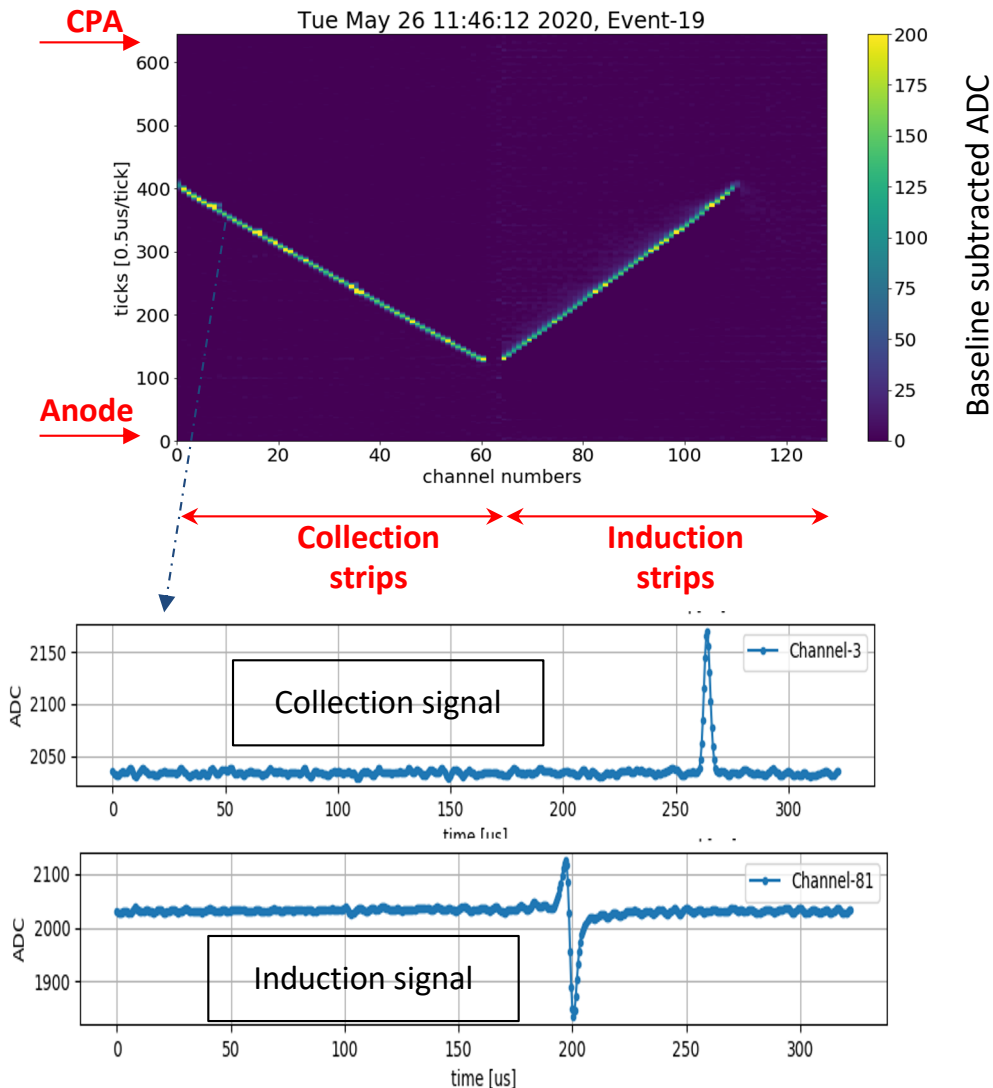 CPA
Tue May 26 11:46:12 2020, Event-19
600
500
400
300
200
100
0
ticks [0.5us/tick]
Anode
0 20 40 60 80 100 120
channel numbers
200
175
150
125
100
75
50
25
0
Baseline subtracted ADC
Collection
strips
Induction
strips
2150
2100
2050
ADC
Channel-3
Collection signal
0 50 100 150 200 250 300
time [us]
2100
2000
1900
ADC
Channel-81
Induction signal
0 50 100 150 200 250 300
time [us]